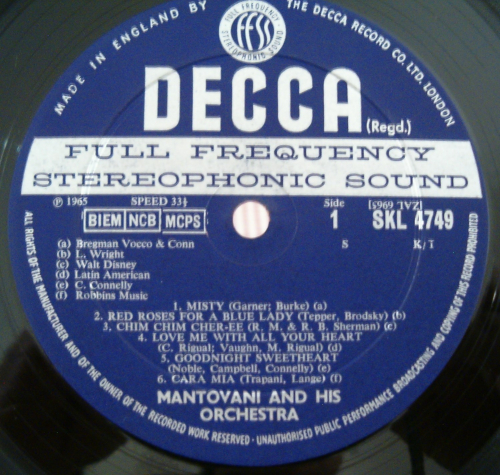 MADE IN ENGLAND BY
THE DECCA RECORD CO. LTD. LONDON
FULL FREQUENCY
ffss
STEREOPHONIC SOUND
DECCA
(Regd.)
FULL FREQUENCY
STEREOPHONIC SOUND
℗ 1965 SPEED 33⅓
BIEM NCB MCPS
Side
1
SKL 4749
S
(a) Bregman Vocco & Conn
(b) L. Wright
(c) Walt Disney
(d) Latin American
(e) C. Connelly
(f) Robbins Music
1. MISTY (Garner; Burke) (a)
2. RED ROSES FOR A BLUE LADY (Tepper, Brodsky) (b)
3. CHIM CHIM CHER-EE (R. M. & R. B. Sherman) (c)
4. LOVE ME WITH ALL YOUR HEART
(C. Rigual; Vaughn, M. Rigual) (d)
5. GOODNIGHT SWEETHEART
(Noble, Campbell, Connelly) (e)
6. CARA MIA (Trapani, Lange) (f)
MANTOVANI AND HIS
ORCHESTRA
ALL RIGHTS OF THE MANUFACTURER AND OF THE OWNER OF THE RECORDED WORK RESERVED · UNAUTHORISED PUBLIC PERFORMANCE BROADCASTING AND COPYING OF THIS RECORD PROHIBITED